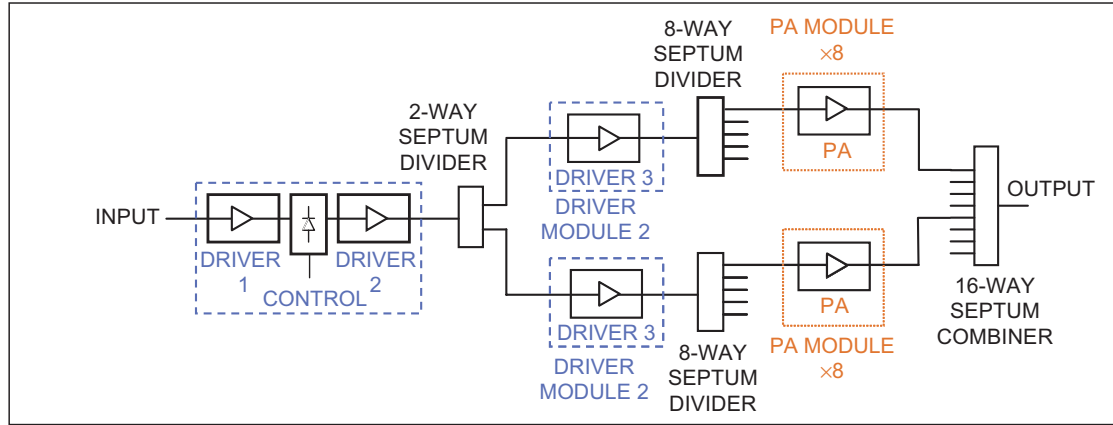 8-WAY
SEPTUM
DIVIDER
PA MODULE
×8
2-WAY
SEPTUM
DIVIDER
PA
DRIVER 3
DRIVER
MODULE 2
INPUT
OUTPUT
DRIVER
1
DRIVER
2
CONTROL
PA
DRIVER 3
16-WAY
SEPTUM
COMBINER
DRIVER
MODULE 2
8-WAY
SEPTUM
DIVIDER
PA MODULE
×8